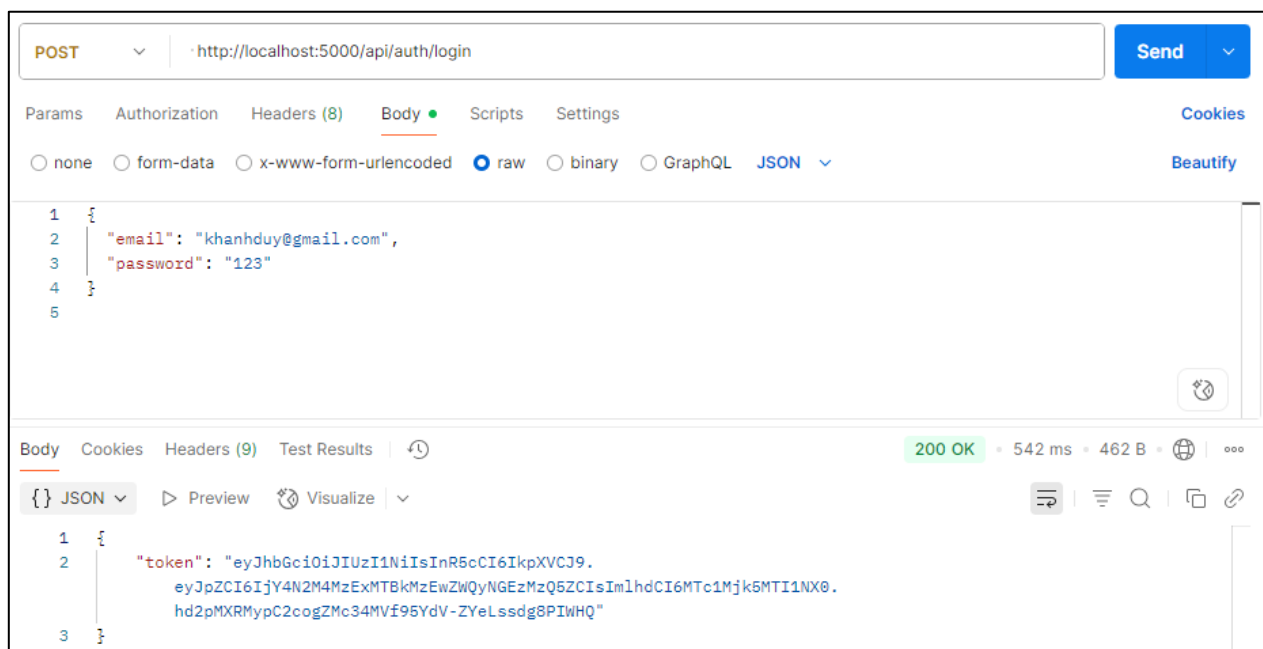 POST http://localhost:5000/api/auth/login Send
Params Authorization Headers (8) Body Scripts Settings Cookies
none form-data x-www-form-urlencoded raw binary GraphQL JSON Beautify
1 {
2 "email": "khanhduy@gmail.com",
3 "password": "123"
4 }
5
Body Cookies Headers (9) Test Results 200 OK 542 ms 462 B
{} JSON Preview Visualize
1 {
2 "token": "eyJhbGciOiJIUzI1NiIsInR5cCI6IkpXVCJ9.
eyJpZCI6IjY4N2M4MzExMTBkMzEwZWQyNGEzMzQ5ZCIsImlhdCI6MTc1Mjk5MTI1NX0.
hd2pMXRMypC2cogZMc34MVf95YdV-ZYeLssdg8PIWHQ"
3 }